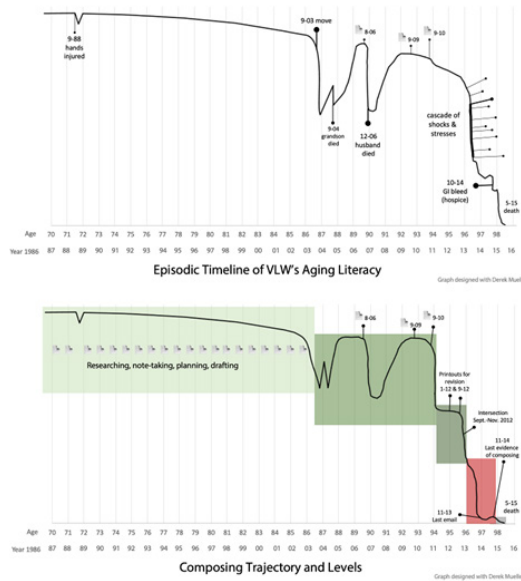 9-88
hands
injured
9-03 move
8-06
9-09
9-10
9-04
grandson
died
12-06
husband
died
cascade of
shocks &
stresses
10-14
GI bleed
(hospice)
5-15
death
Age 70 71 72 73 74 75 76 77 78 79 80 81 82 83 84 85 86 87 88 89 90 91 92 93 94 95 96 97 98
Year 1986 87 88 89 90 91 92 93 94 95 96 97 98 99 00 01 02 03 04 05 06 07 08 09 10 11 12 13 14 15 16
Episodic Timeline of VLW's Aging Literacy
Graph designed with Derek Muelle
8-06
9-09
9-10
Researching, note-taking, planning, drafting
Printouts for
revision
1-12 & 9-12
Intersection
Sept.-Nov. 2012
11-14
Last evidence
of composing
11-13
Last email
5-15
death
Age 70 71 72 73 74 75 76 77 78 79 80 81 82 83 84 85 86 87 88 89 90 91 92 93 94 95 96 97 98
Year 1986 87 88 89 90 91 92 93 94 95 96 97 98 99 00 01 02 03 04 05 06 07 08 09 10 11 12 13 14 15 16
Composing Trajectory and Levels
Graph designed with Derek Muelle